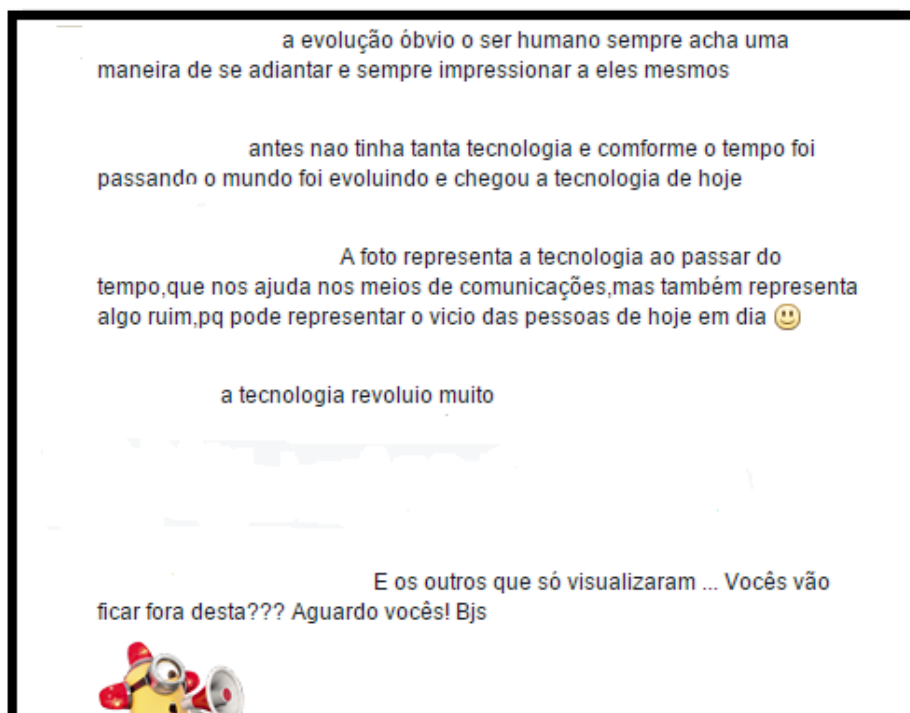 a evolução óbvio o ser humano sempre acha uma
maneira de se adiantar e sempre impressionar a eles mesmos
antes nao tinha tanta tecnologia e comforme o tempo foi
passando o mundo foi evoluindo e chegou a tecnologia de hoje
A foto representa a tecnologia ao passar do
tempo,que nos ajuda nos meios de comunicações,mas também representa
algo ruim,pq pode representar o vicio das pessoas de hoje em dia
a tecnologia revoluio muito
E os outros que só visualizaram ... Vocês vão
ficar fora desta??? Aguardo vocês! Bjs